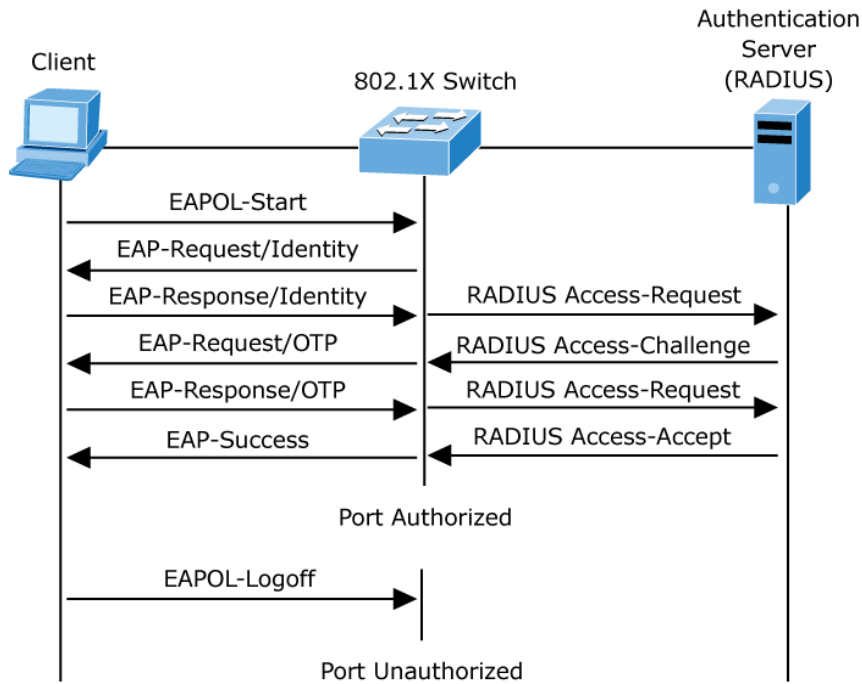 Authentication
Server
(RADIUS)
Client
802.1X Switch
EAPOL-Start
EAP-Request/Identity
EAP-Response/Identity
RADIUS Access-Request
EAP-Request/OTP
RADIUS Access-Challenge
EAP-Response/OTP
RADIUS Access-Request
EAP-Success
RADIUS Access-Accept
Port Authorized
EAPOL-Logoff
Port Unauthorized